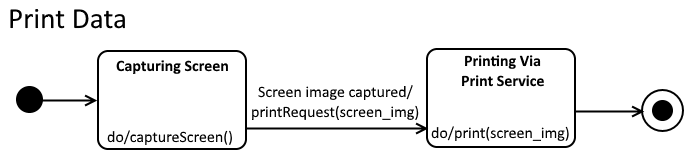 Print Data
Capturing Screen
do/captureScreen()
Screen image captured/
printRequest(screen_img)
Printing Via
Print Service
do/print(screen_img)